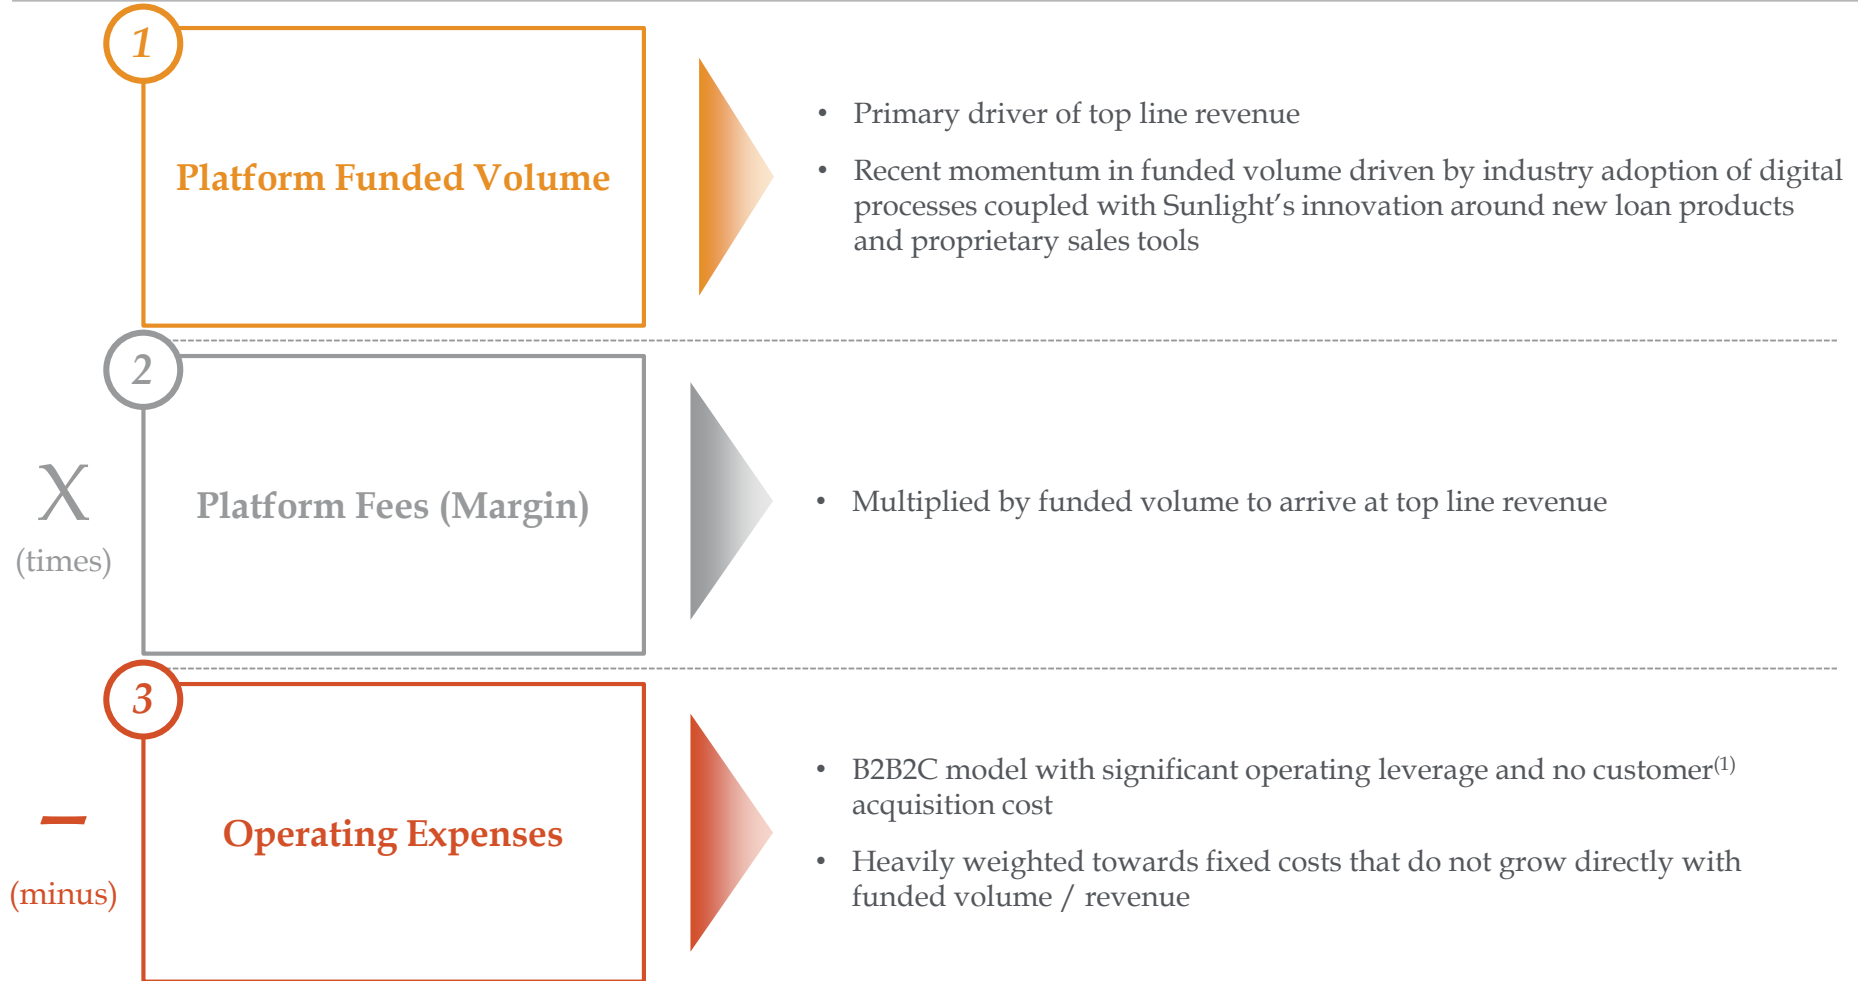 1
Platform Funded Volume
• Primary driver of top line revenue
• Recent momentum in funded volume driven by industry adoption of digital
processes coupled with Sunlight’s innovation around new loan products
and proprietary sales tools
2
X
(times)
Platform Fees (Margin)
• Multiplied by funded volume to arrive at top line revenue
3
–
(minus)
Operating Expenses
• B2B2C model with significant operating leverage and no customer(1)
acquisition cost
• Heavily weighted towards fixed costs that do not grow directly with
funded volume / revenue